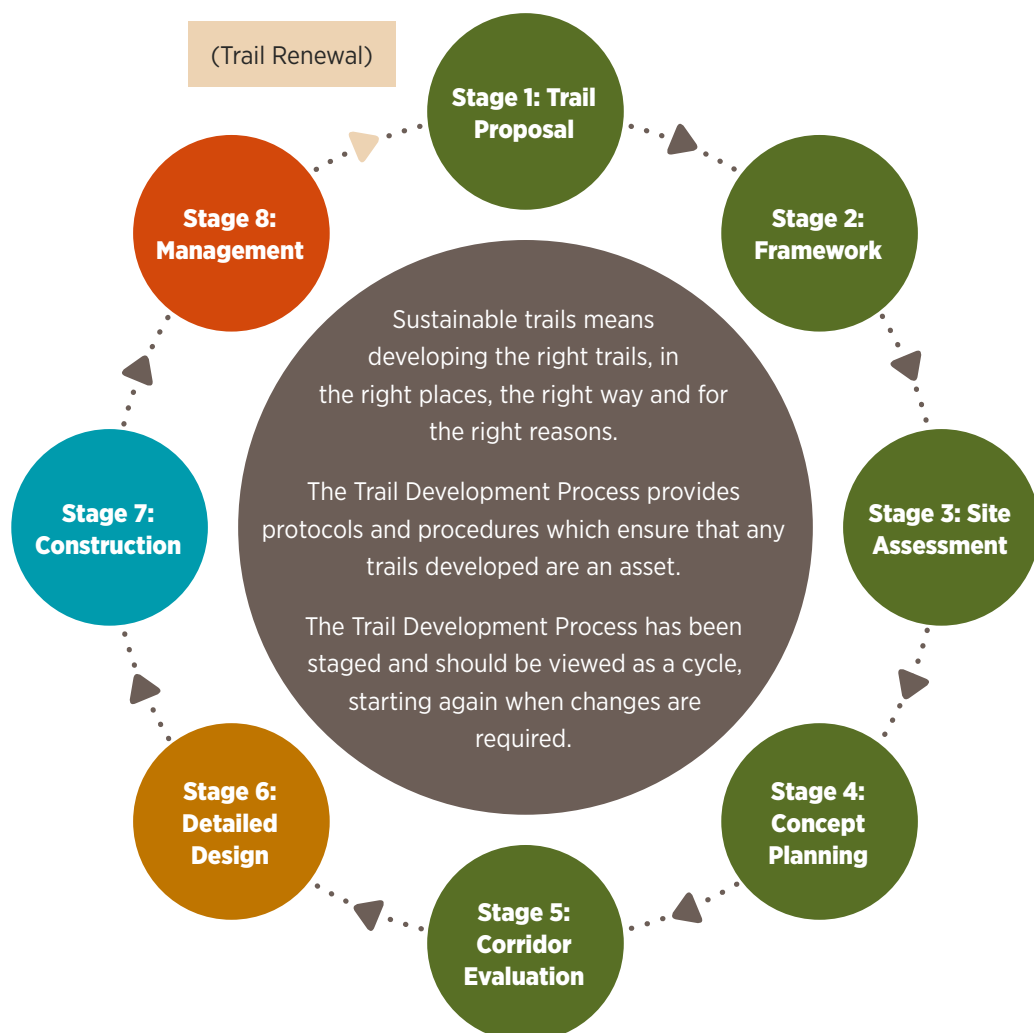 (Trail Renewal)
Stage 1: Trail
Proposal
Stage 2:
Framework
Stage 3: Site
Assessment
Stage 4:
Concept
Planning
Stage 5:
Corridor
Evaluation
Stage 6:
Detailed
Design
Stage 7:
Construction
Stage 8:
Management
Sustainable trails means
developing the right trails, in
the right places, the right way and for
the right reasons.
The Trail Development Process provides
protocols and procedures which ensure that any
trails developed are an asset.
The Trail Development Process has been
staged and should be viewed as a cycle,
starting again when changes are
required.